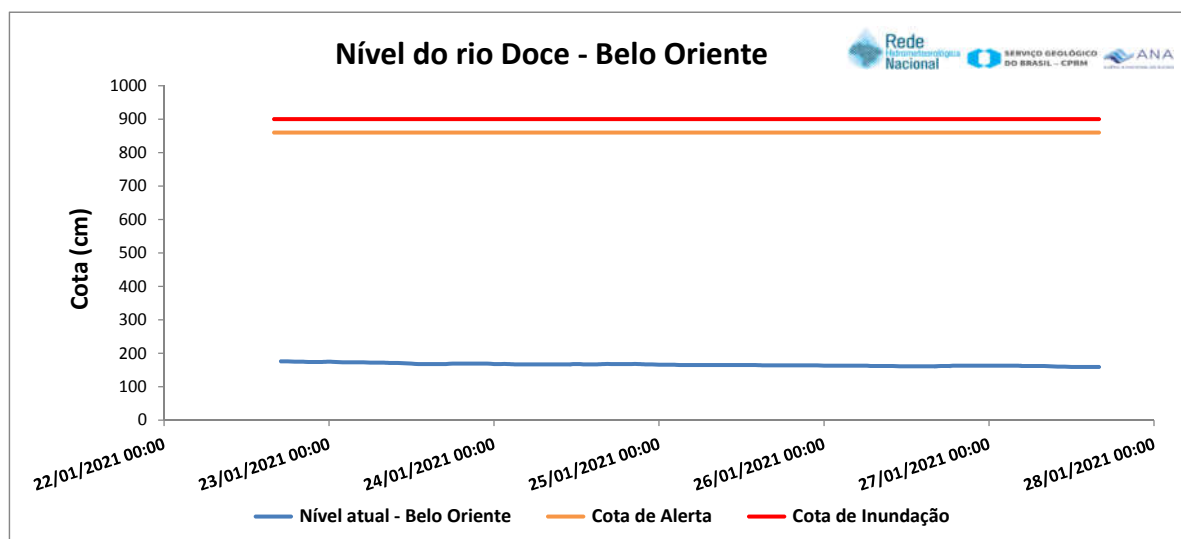 Nível do rio Doce - Belo Oriente
Rede
Hidrometeorológica
Nacional
SERVIÇO GEOLÓGICO
DO BRASIL – CPRM
ANA
Cota (cm)
1000
900
800
700
600
500
400
300
200
100
0
22/01/2021 00:00
23/01/2021 00:00
24/01/2021 00:00
25/01/2021 00:00
26/01/2021 00:00
27/01/2021 00:00
28/01/2021 00:00
Nível atual - Belo Oriente
Cota de Alerta
Cota de Inundação